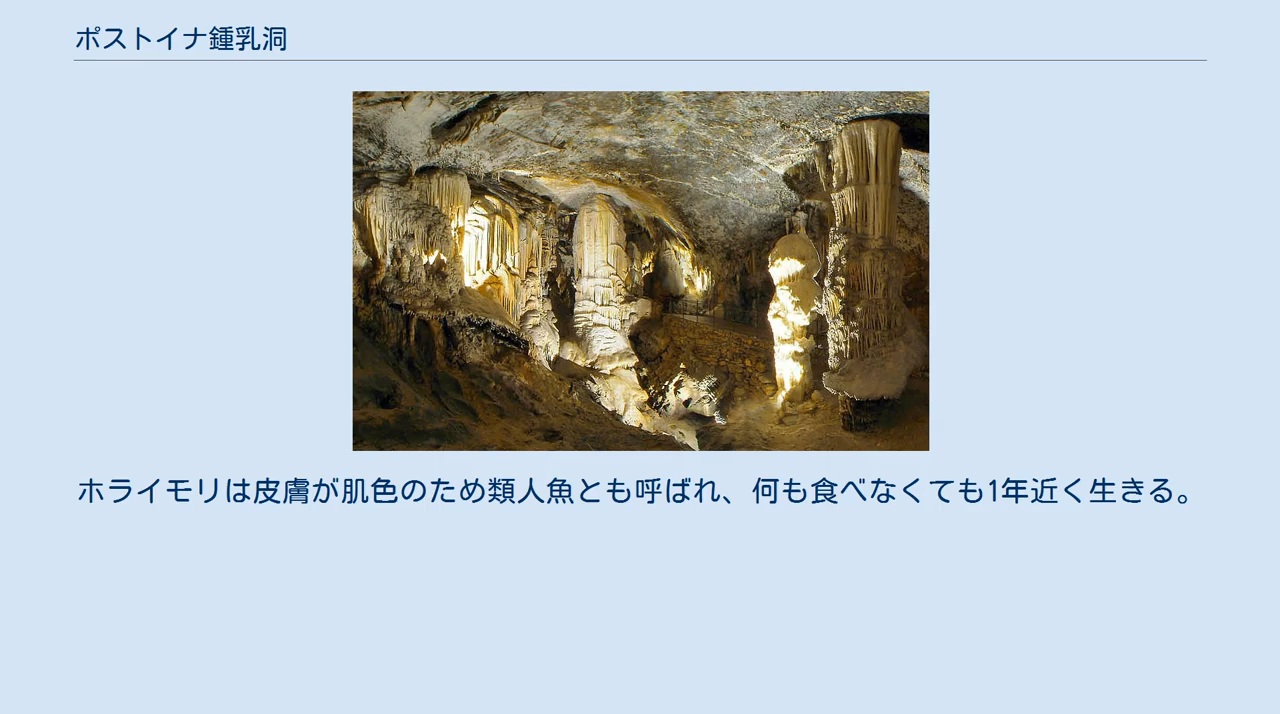 ポストイナ鍾乳洞
ホライモリは皮膚が肌色のため類人魚とも呼ばれ、何も食べなくても1年近く生きる。